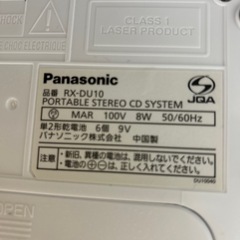 CHOC ELECTRIQUE
CLASS 1
LASER PRODUCT
Panasonic
RX-DU10
PORTABLE STEREO CD SYSTEM
JQA
MAR 100V 8W 50/60Hz
単2形乾電池 6個 9V
パナソニック株式会社 中国製
注意
・新旧、異種の電池は、混用しないでください。
・電池の⊕⊖は、正しく入れてください。
OPEN